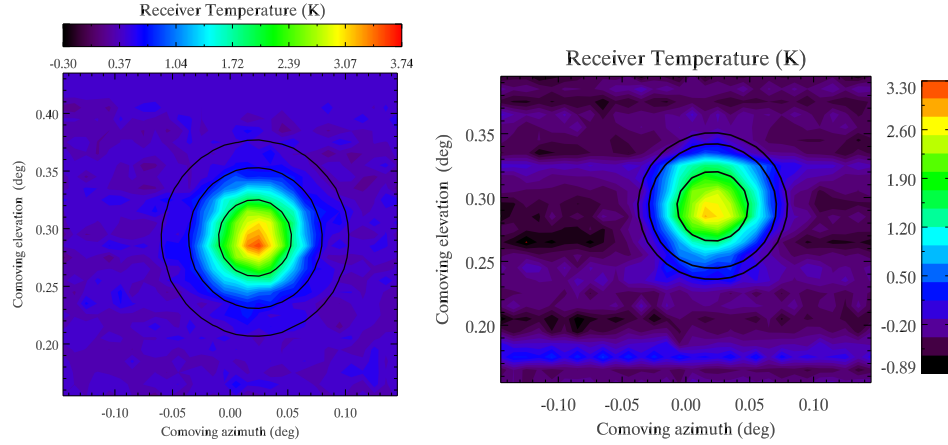 Receiver Temperature (K)
-0.30 0.37 1.04 1.72 2.39 3.07 3.74
0.40
0.35
0.30
0.25
0.20
Comoving elevation (deg)
-0.10 -0.05 0.00 0.05 0.10
Comoving azimuth (deg)
Receiver Temperature (K)
0.35
0.30
0.25
0.20
Comoving elevation (deg)
-0.10 -0.05 0.00 0.05 0.10
Comoving azimuth (deg)
3.30
2.60
1.90
1.20
0.50
-0.20
-0.89